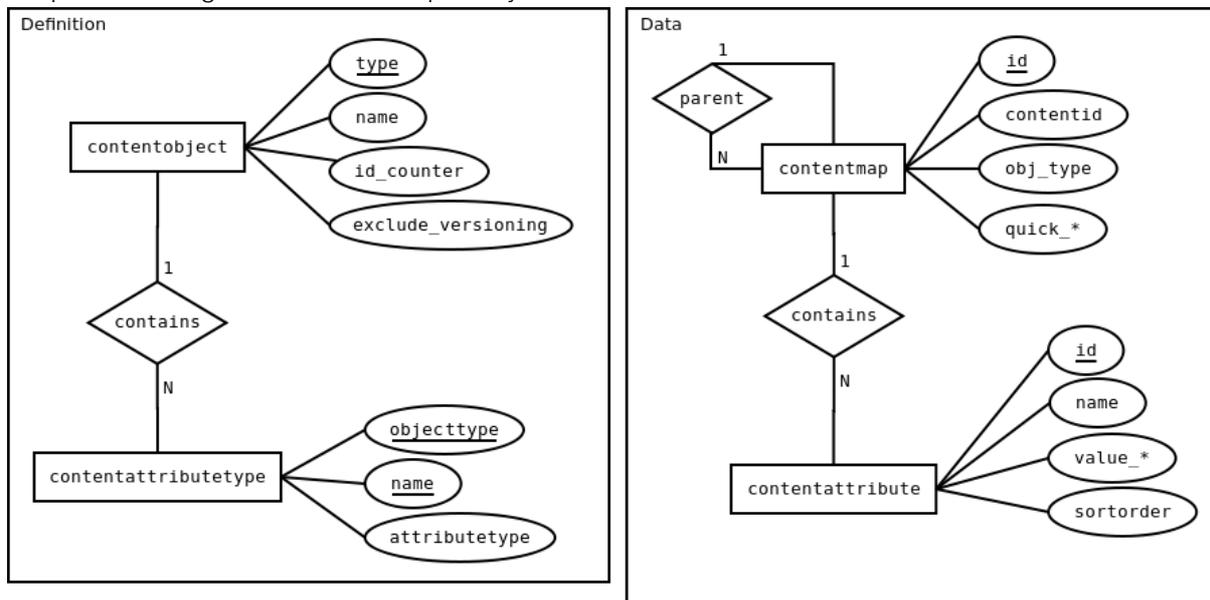 Definition
type
name
contentobject
id_counter
exclude_versioning
1
contains
N
objecttype
contentattributetype
name
attributetype
Data
1
id
parent
contentid
N
contentmap
obj_type
quick_*
1
contains
N
id
name
value_*
contentattribute
sortorder